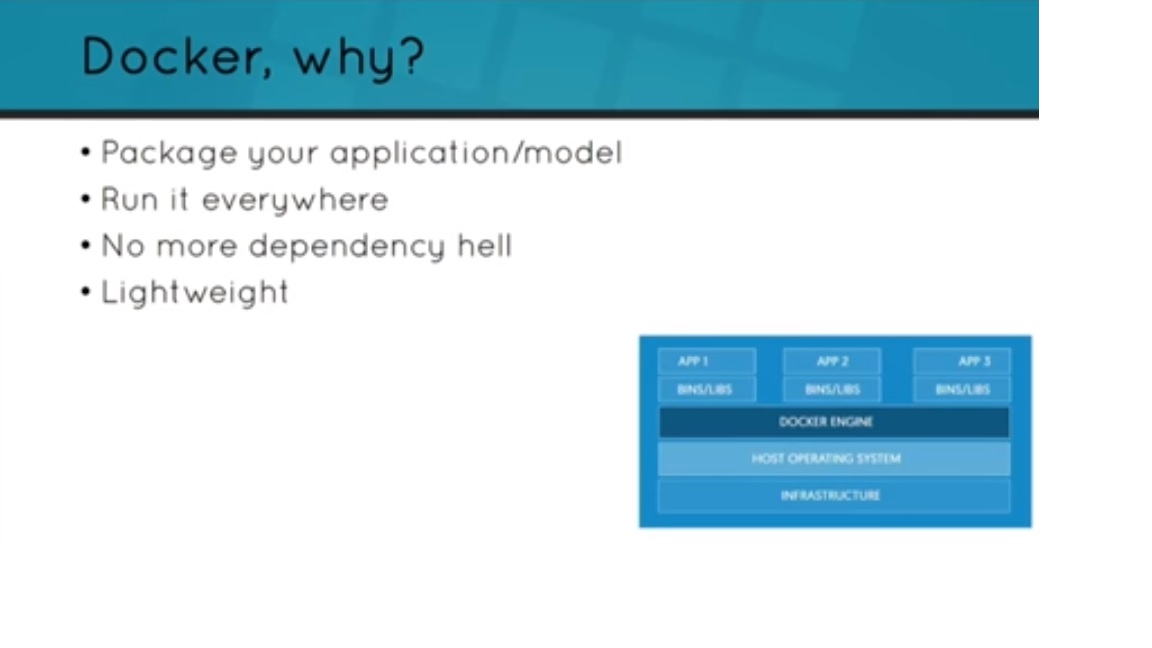 Docker, why?
• Package your application/model
• Run it everywhere
• No more dependency hell
• Lightweight
APP 1 APP 2 APP 3
BINS/LIBS BINS/LIBS BINS/LIBS
DOCKER ENGINE
HOST OPERATING SYSTEM
INFRASTRUCTURE